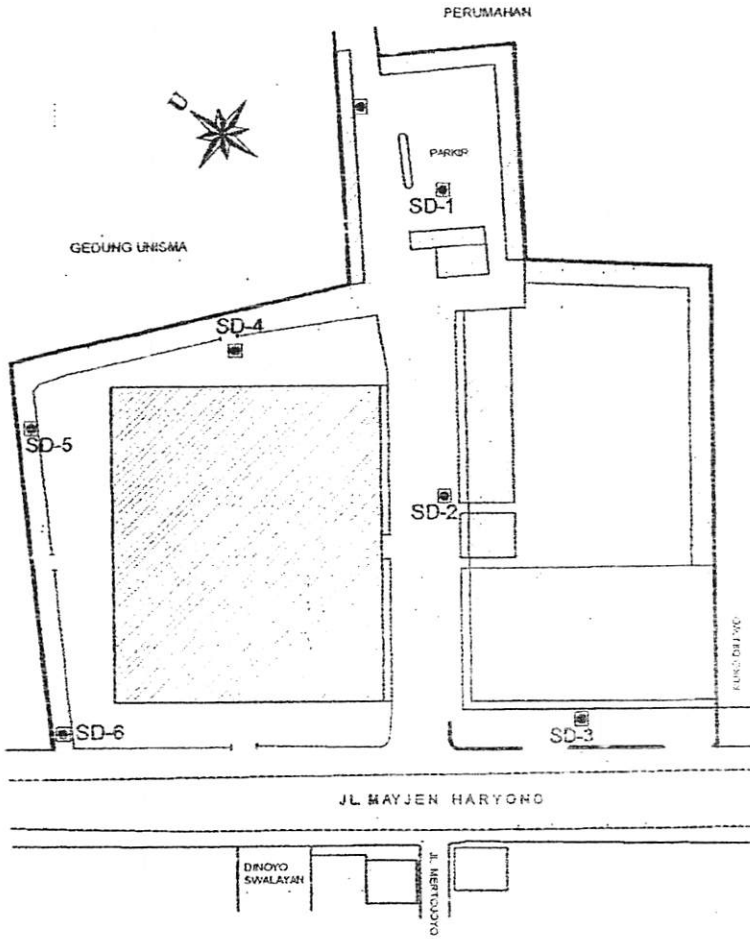 PERUMAHAN
U
PARKIR
SD-1
GEDUNG UNISMA
SD-4
SD-5
SD-2
SD-6
SD-3
JL. MAYJEN HARYONO
DINOYO
SWALAYAN
JL. MERTOJOYO